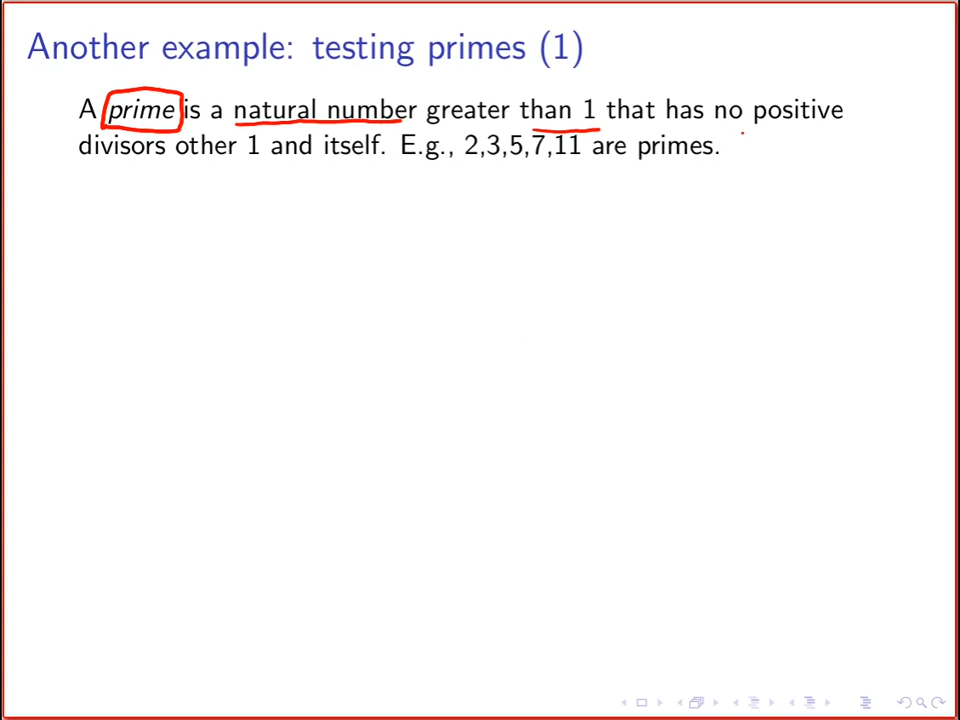 Another example: testing primes (1)
A prime is a natural number greater than 1 that has no positive
divisors other 1 and itself. E.g., 2,3,5,7,11 are primes.